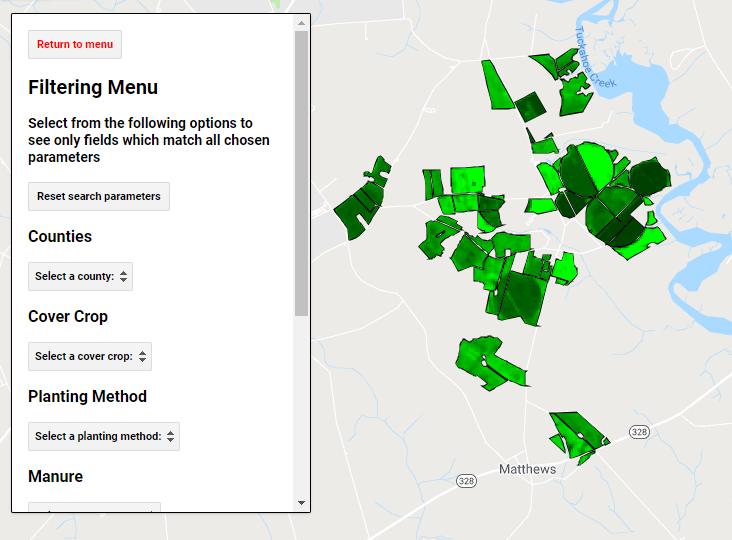 Return to menu
Filtering Menu
Select from the following options to
see only fields which match all chosen
parameters
Reset search parameters
Counties
Select a county:
Cover Crop
Select a cover crop:
Planting Method
Select a planting method:
Manure
Tuckahoe Creek
328
Matthews
328